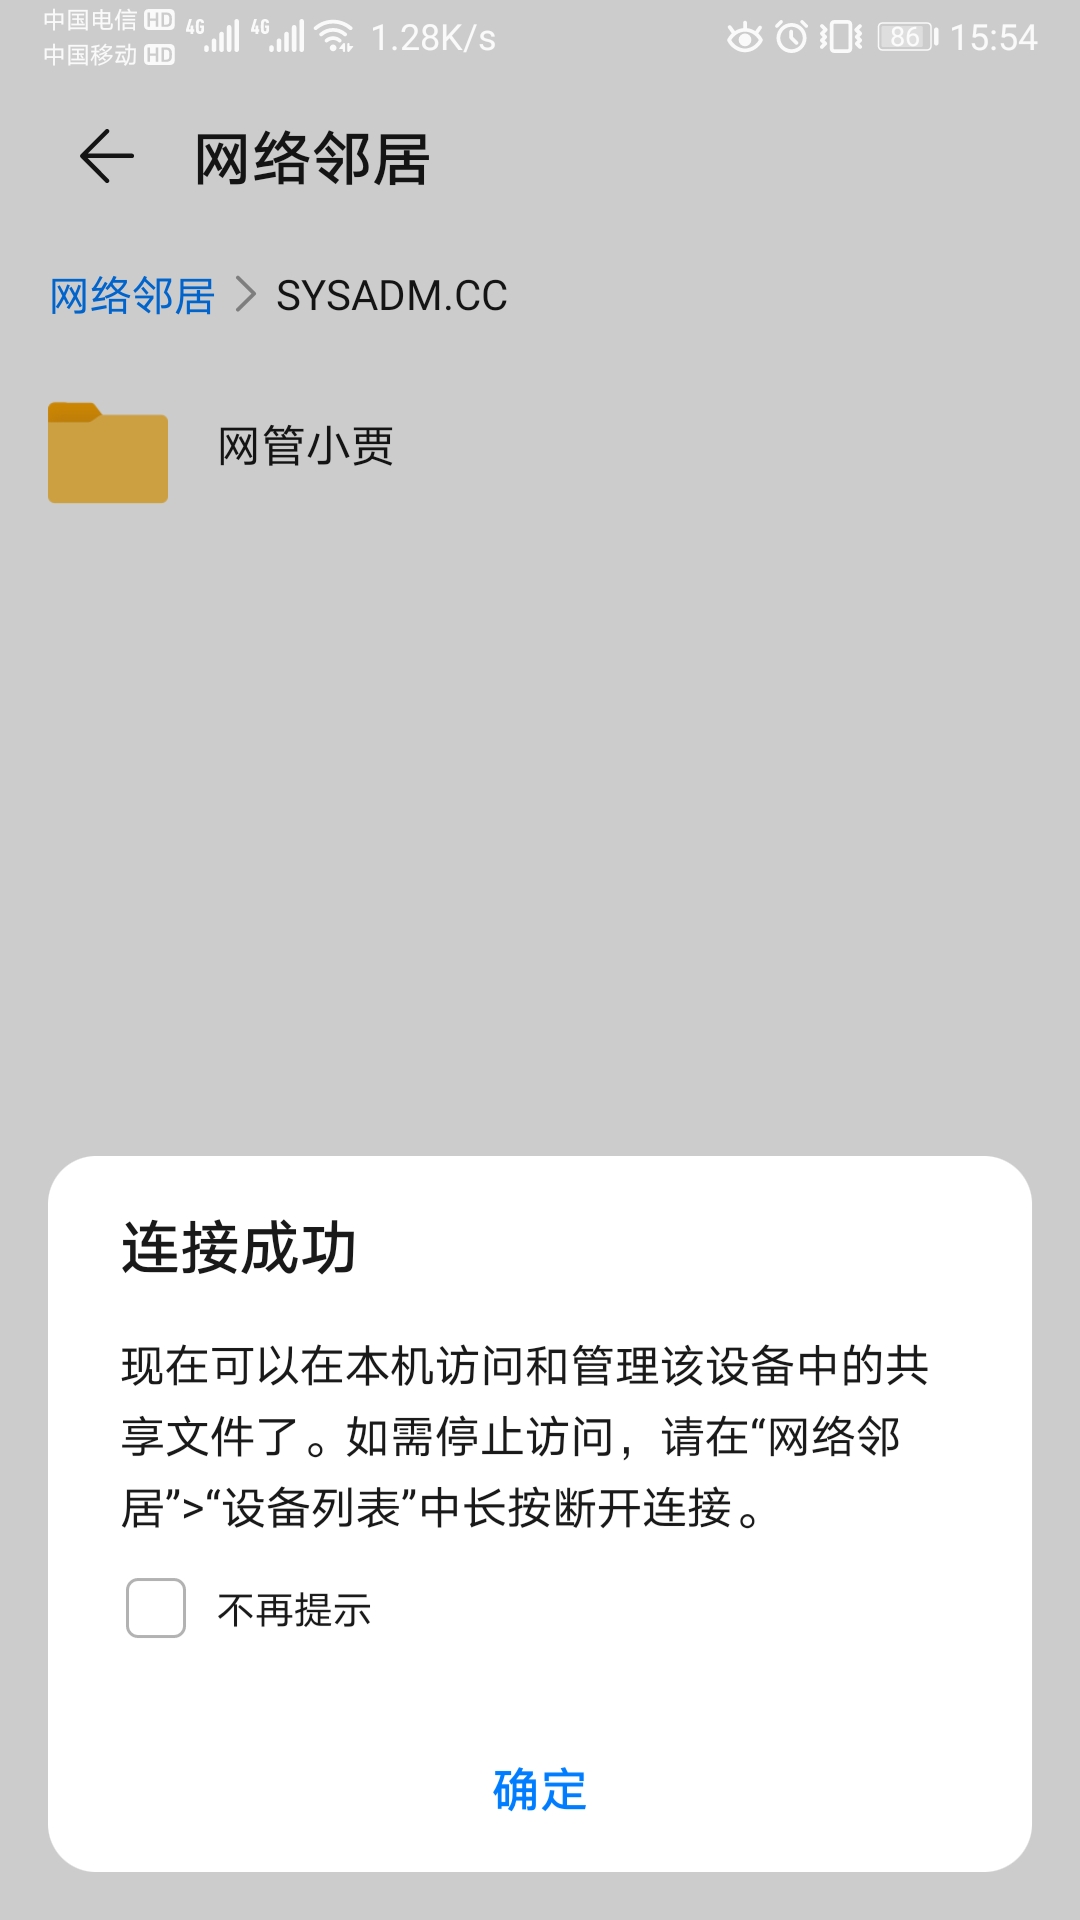 中国电信 HD 4G 4G 1.28K/s 86 15:54
中国移动 HD
网络邻居
网络邻居 > SYSADM.CC
网管小贾
连接成功
现在可以在本机访问和管理该设备中的共
享文件了。如需停止访问，请在“网络邻
居”>“设备列表”中长按断开连接。
不再提示
确定